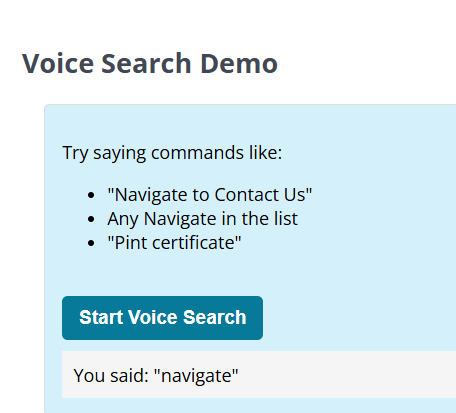 Voice Search Demo
Try saying commands like:
• "Navigate to Contact Us"
• Any Navigate in the list
• "Pint certificate"
Start Voice Search
You said: "navigate"